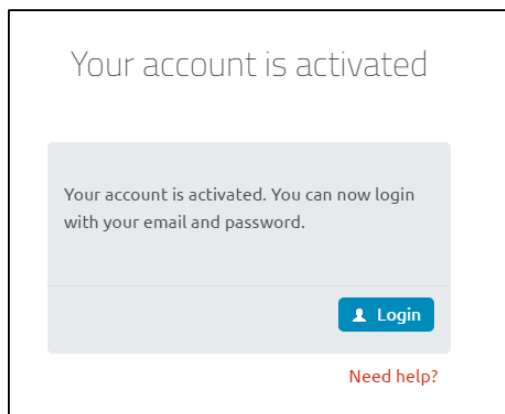 Your account is activated
Your account is activated. You can now login
with your email and password.
Login
Need help?